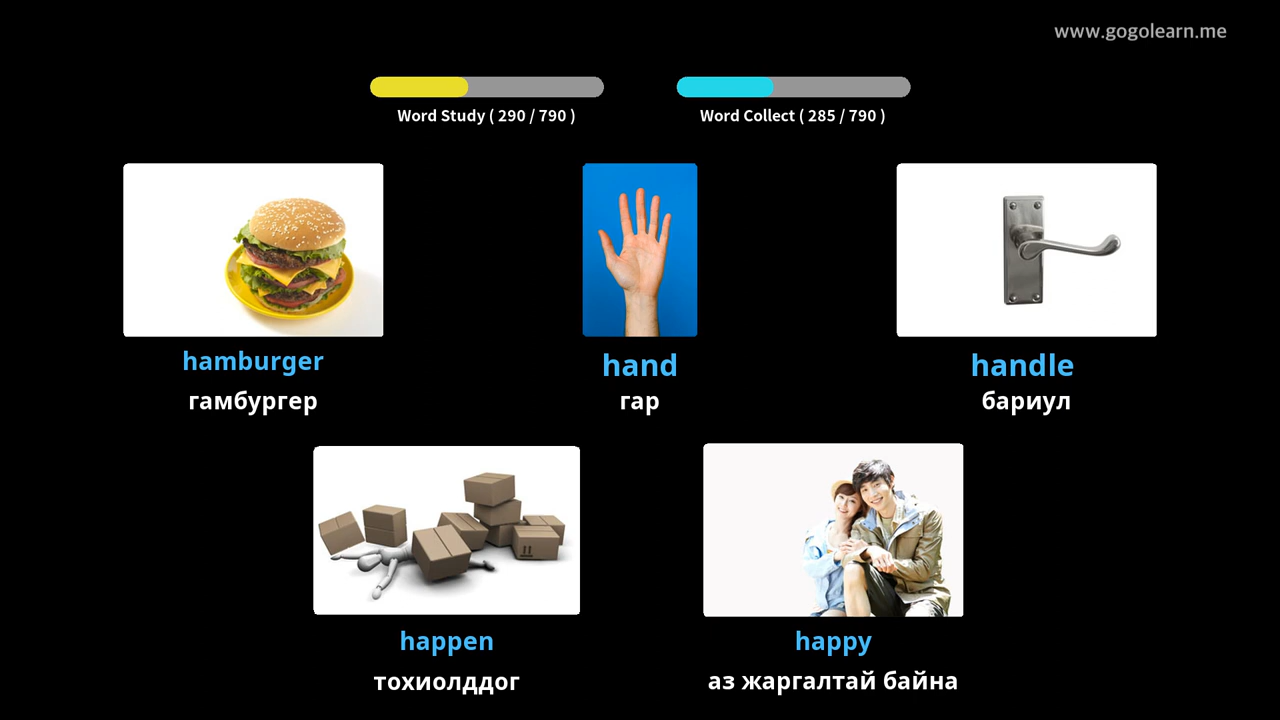 www.gogolearn.me
Word Study ( 290 / 790 )
Word Collect ( 285 / 790 )
hamburger
hand
handle
гамбургер
гар
бариул
happen
happy
тохиолддог
аз жаргалтай байна